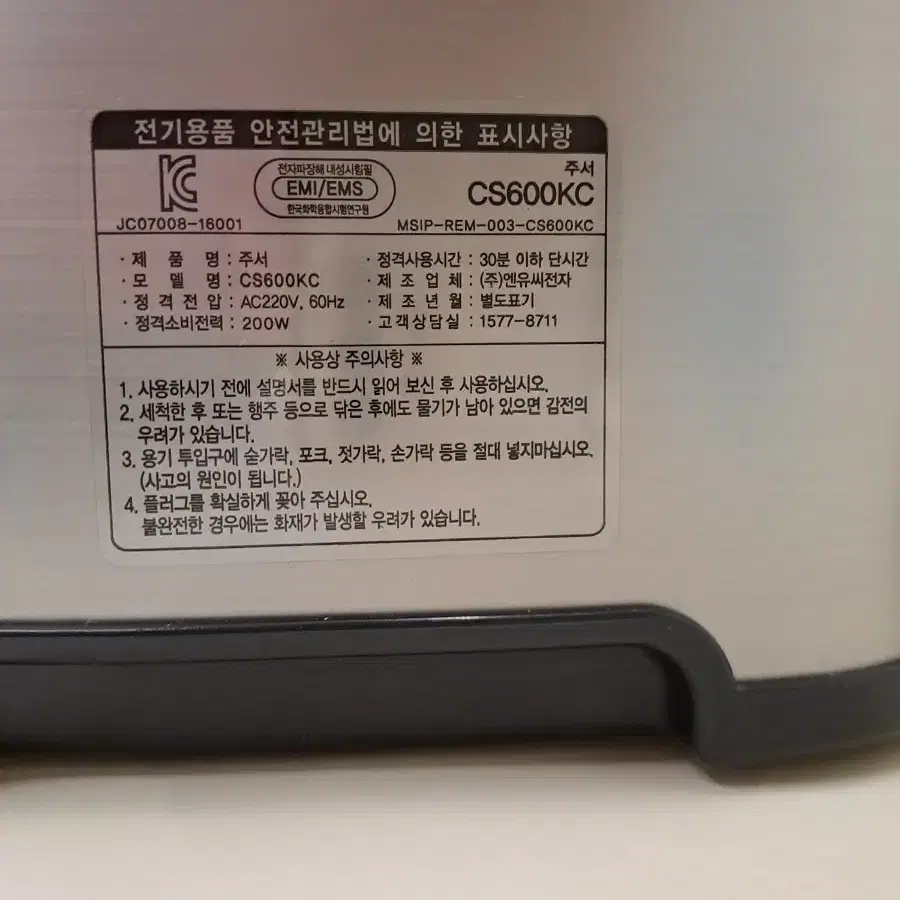 전기용품 안전관리법에 의한 표시사항
전자파장해 내성시험필
EMI/EMS
한국화학융합시험연구원
주서
CS600KC
JC07008-16001
MSIP-REM-003-CS600KC
· 제 품 명 : 주서
· 모 델 명 : CS600KC
· 정 격 전 압 : AC220V, 60Hz
· 정격소비전력 : 200W
· 정격사용시간 : 30분 이하 단시간
· 제 조 업 체 : (주)엔유씨전자
· 제 조 년 월 : 별도표기
· 고객상담실 : 1577-8711
※ 사용상 주의사항 ※
1. 사용하시기 전에 설명서를 반드시 읽어 보신 후 사용하십시오.
2. 세척한 후 또는 행주 등으로 닦은 후에도 물기가 남아 있으면 감전의
우려가 있습니다.
3. 용기 투입구에 숟가락, 포크, 젓가락, 손가락 등을 절대 넣지마십시오.
(사고의 원인이 됩니다.)
4. 플러그를 확실하게 꽂아 주십시오.
불완전한 경우에는 화재가 발생할 우려가 있습니다.